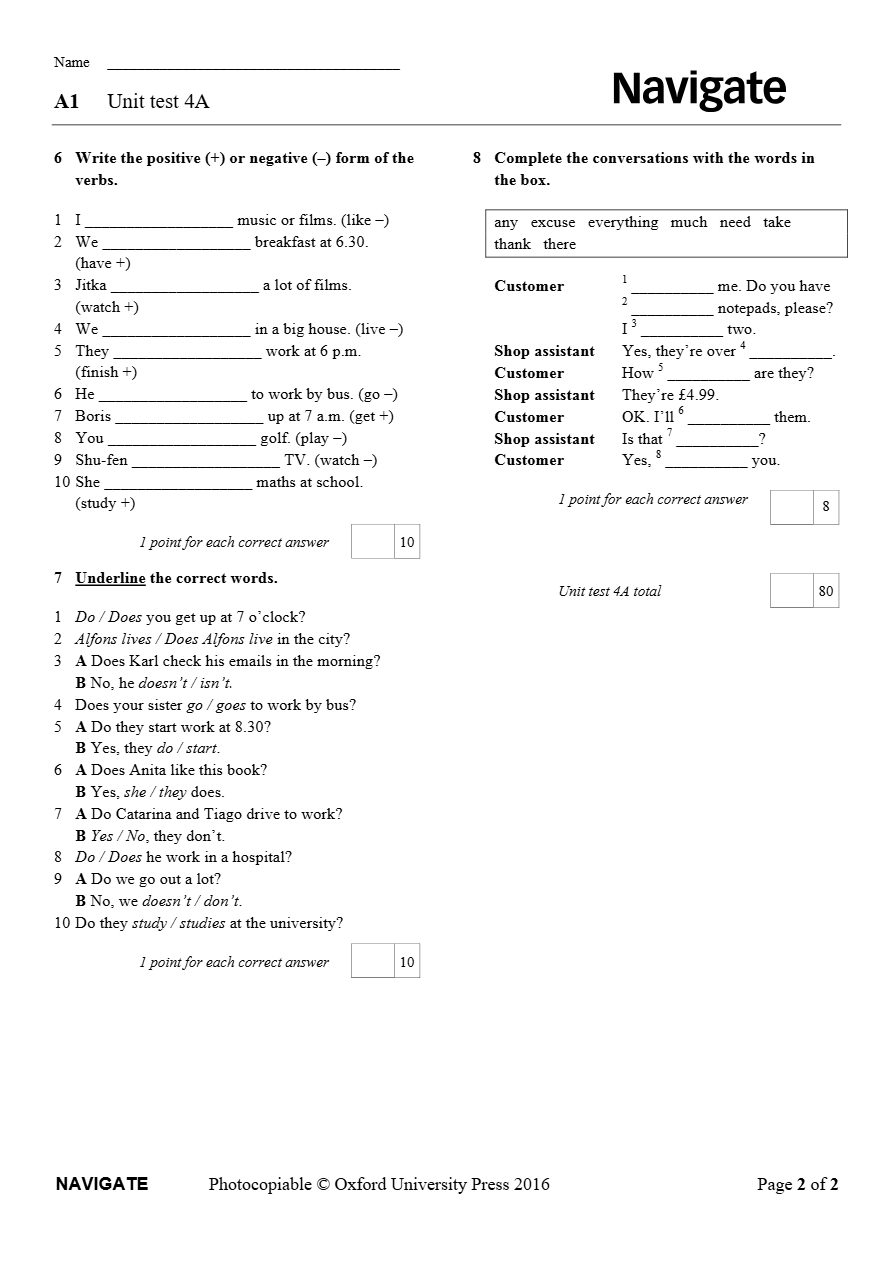 Name ___________________________________
A1 Unit test 4A
Navigate
6 Write the positive (+) or negative (–) form of the
verbs.
1 I __________________ music or films. (like –)
2 We __________________ breakfast at 6.30.
(have +)
3 Jitka __________________ a lot of films.
(watch +)
4 We __________________ in a big house. (live –)
5 They __________________ work at 6 p.m.
(finish +)
6 He __________________ to work by bus. (go –)
7 Boris __________________ up at 7 a.m. (get +)
8 You __________________ golf. (play –)
9 Shu-fen __________________ TV. (watch –)
10 She __________________ maths at school.
(study +)
1 point for each correct answer 10
7 Underline the correct words.
1 Do / Does you get up at 7 o’clock?
2 Alfons lives / Does Alfons live in the city?
3 A Does Karl check his emails in the morning?
B No, he doesn’t / isn’t.
4 Does your sister go / goes to work by bus?
5 A Do they start work at 8.30?
B Yes, they do / start.
6 A Does Anita like this book?
B Yes, she / they does.
7 A Do Catarina and Tiago drive to work?
B Yes / No, they don’t.
8 Do / Does he work in a hospital?
9 A Do we go out a lot?
B No, we doesn’t / don’t.
10 Do they study / studies at the university?
1 point for each correct answer 10
8 Complete the conversations with the words in
the box.
any excuse everything much need take
thank there
Customer 1 __________ me. Do you have
2 __________ notepads, please?
I 3 __________ two.
Shop assistant Yes, they’re over 4 __________.
Customer How 5 __________ are they?
Shop assistant They’re £4.99.
Customer OK. I’ll 6 __________ them.
Shop assistant Is that 7 __________?
Customer Yes, 8 __________ you.
1 point for each correct answer 8
Unit test 4A total 80
NAVIGATE Photocopiable © Oxford University Press 2016 Page 2 of 2